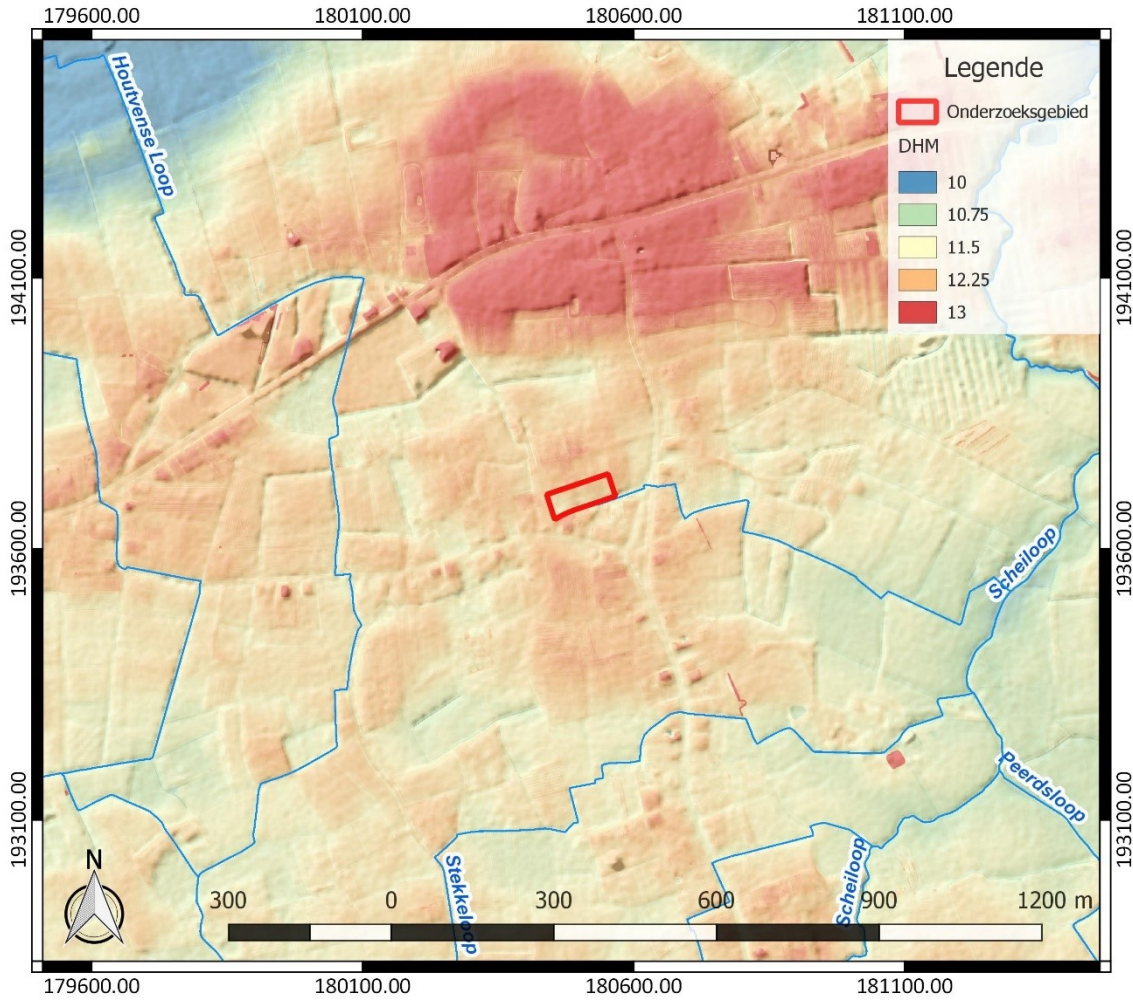 179600.00 180100.00 180600.00 181100.00
Houtvense Loop
Legende
Onderzoeksgebied
DHM
10
10.75
11.5
12.25
13
194100.00 194100.00
193600.00 193600.00
Scheiloop
Peerdsloop
193100.00 193100.00
Stekkeloop
Scheiloop
N
300 0 300 600 900 1200 m
179600.00 180100.00 180600.00 181100.00